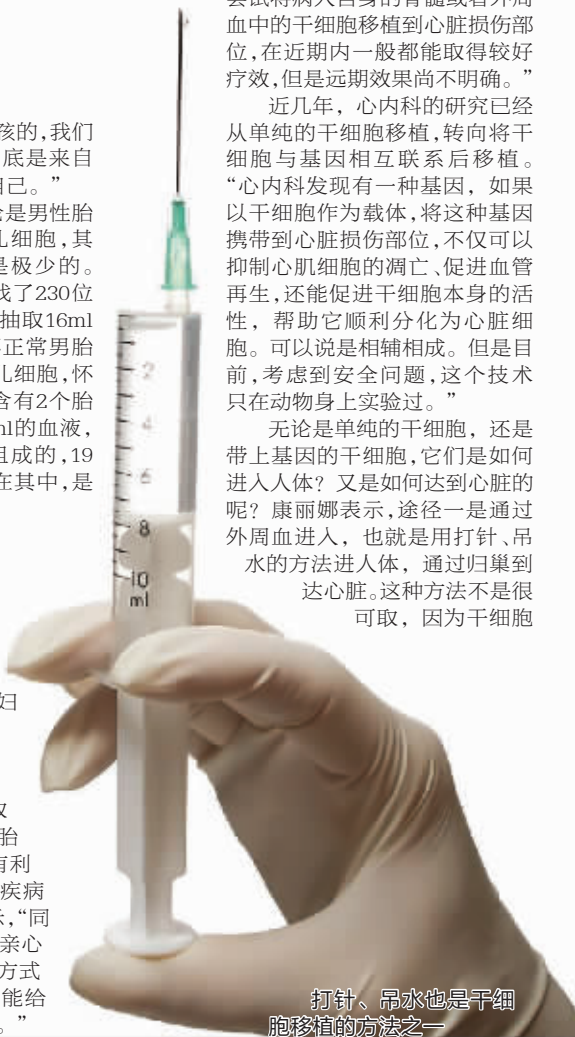 孩的,我们
底是来自
己。”
是男性胎
儿细胞,其
是极少的。
找了230位
抽取16ml
正常男胎
儿细胞,怀
含有2个胎
ml的血液,
组成的,19
在其中,是
妇
胎
有利
疾病
,“同
亲心
方式
能给
。”
2
4
6
8
10
ml
血中的干细胞移植到心脏损伤部
位,在近期内一般都能取得较好
疗效,但是远期效果尚不明确。”
近几年，心内科的研究已经
从单纯的干细胞移植,转向将干
细胞与基因相互联系后移植。
“心内科发现有一种基因，如果
以干细胞作为载体,将这种基因
携带到心脏损伤部位,不仅可以
抑制心肌细胞的凋亡、促进血管
再生,还能促进干细胞本身的活
性，帮助它顺利分化为心脏细
胞。可以说是相辅相成。但是目
前,考虑到安全问题,这个技术
只在动物身上实验过。”
无论是单纯的干细胞，还是
带上基因的干细胞,它们是如何
进入人体？又是如何达到心脏的
呢？康丽娜表示,途径一是通过
外周血进入，也就是用打针、吊
水的方法进人体，通过归巢到
达心脏。这种方法不是很
可取，因为干细胞
打针、吊水也是干细
胞移植的方法之一